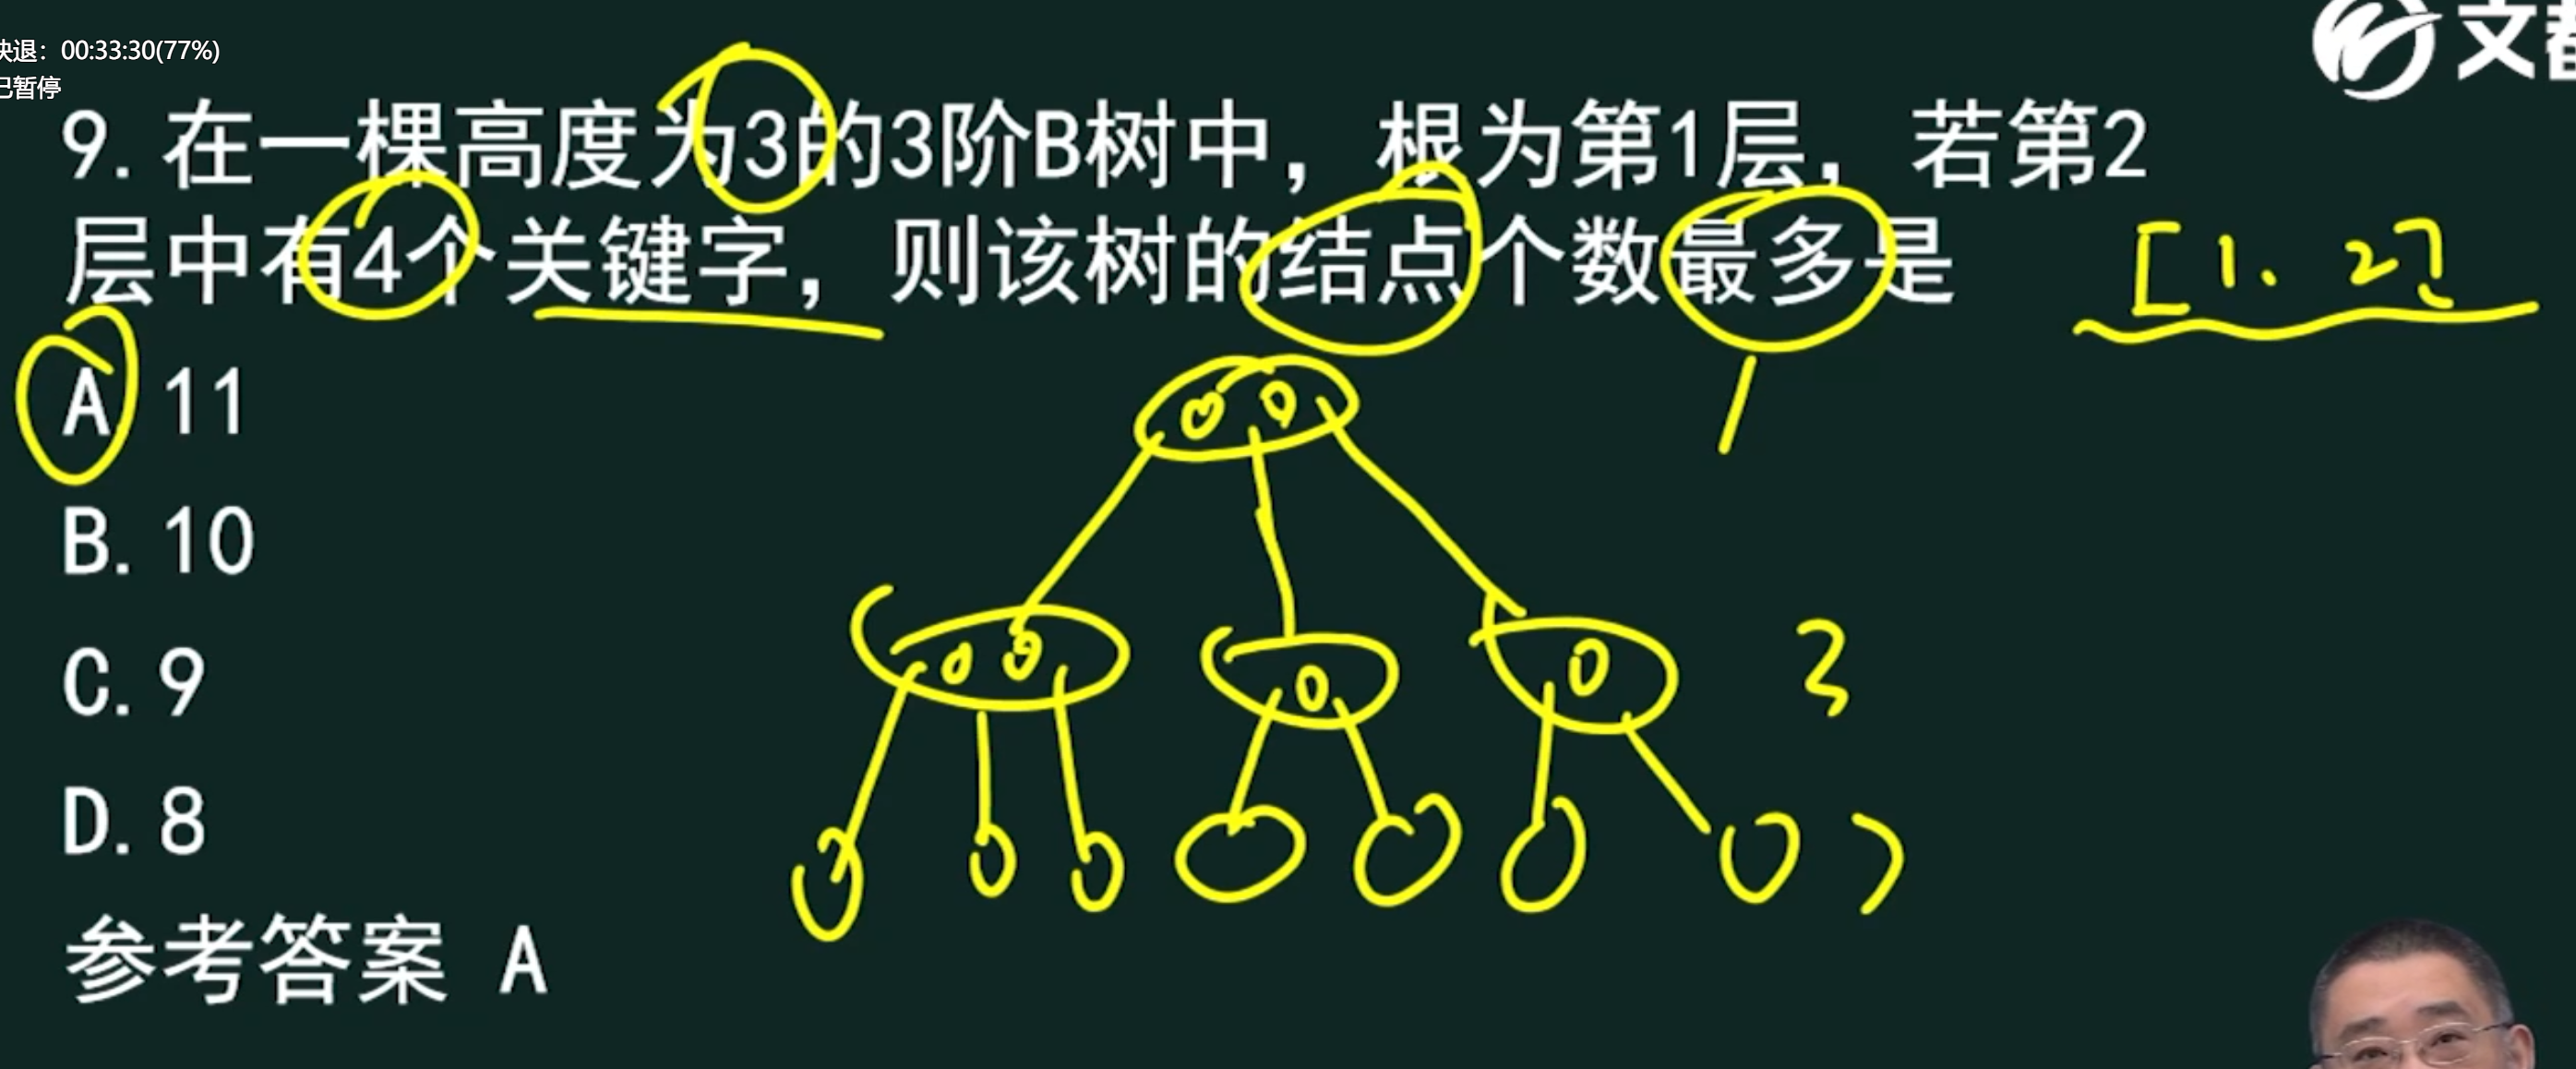 快退：00:33:30(77%)
已暂停
文都
9. 在一棵高度为3的3阶B树中，根为第1层，若第2
层中有4个关键字，则该树的结点个数最多是
[1. 2]
A. 11
1
B. 10
C. 9
3
D. 8
7
参考答案 A